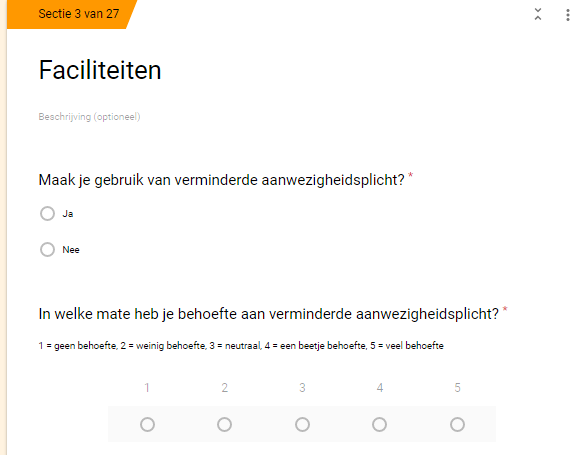 Sectie 3 van 27
Faciliteiten
Beschrijving (optioneel)
Maak je gebruik van verminderde aanwezigheidsplicht? *
Ja
Nee
In welke mate heb je behoefte aan verminderde aanwezigheidsplicht? *
1 = geen behoefte, 2 = weinig behoefte, 3 = neutraal, 4 = een beetje behoefte, 5 = veel behoefte
1 2 3 4 5